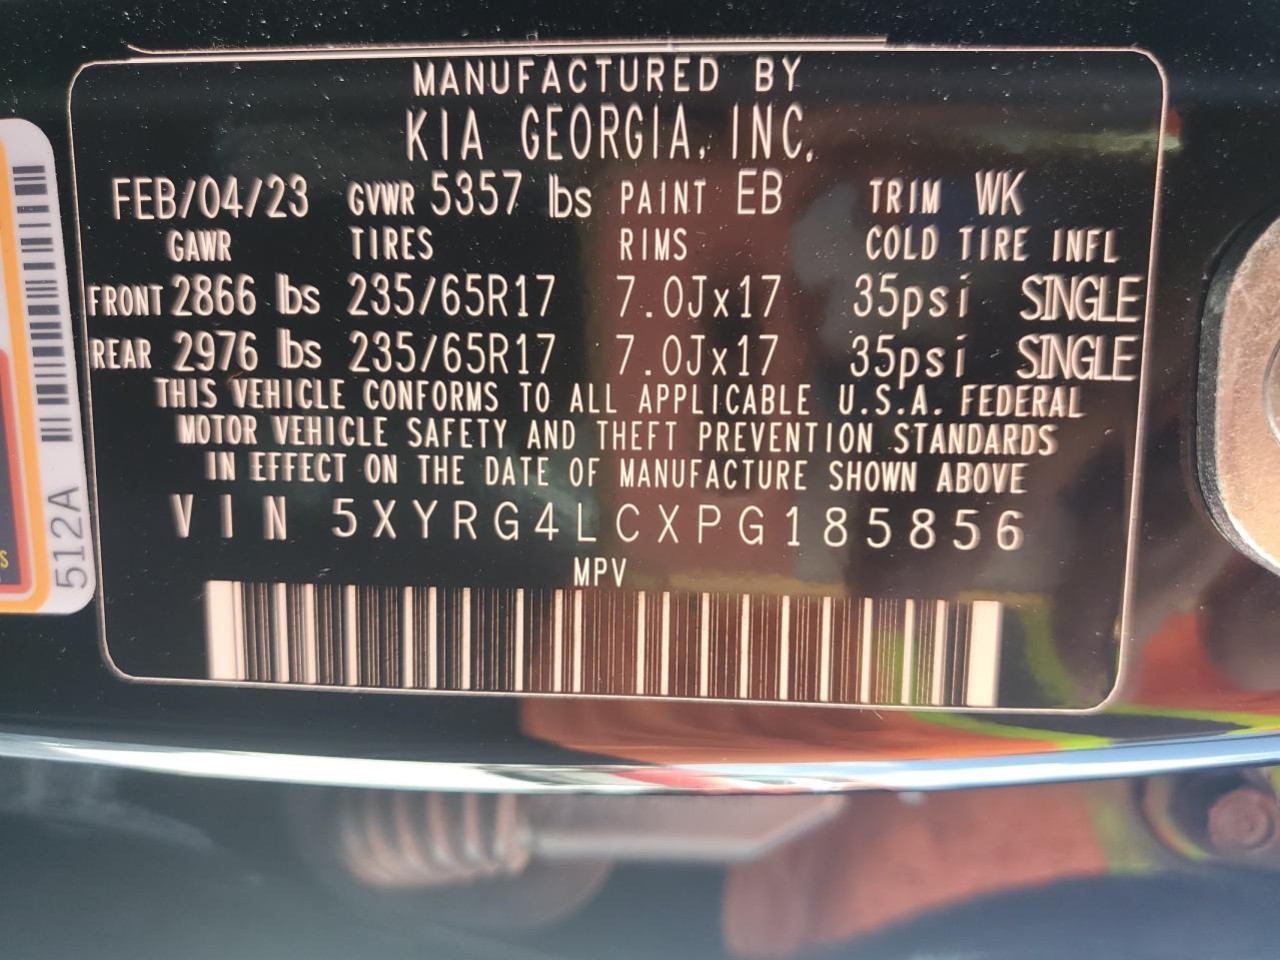 MANUFACTURED BY
KIA GEORGIA, INC.
FEB/04/23 GVWR 5357 lbs PAINT EB TRIM WK
GAWR TIRES RIMS COLD TIRE INFL
FRONT 2866 lbs 235/65R17 7.0Jx17 35psi SINGLE
REAR 2976 lbs 235/65R17 7.0Jx17 35psi SINGLE
THIS VEHICLE CONFORMS TO ALL APPLICABLE U.S.A. FEDERAL
MOTOR VEHICLE SAFETY AND THEFT PREVENTION STANDARDS
IN EFFECT ON THE DATE OF MANUFACTURE SHOWN ABOVE
VIN 5XYRG4LCXPG185856
MPV
512A